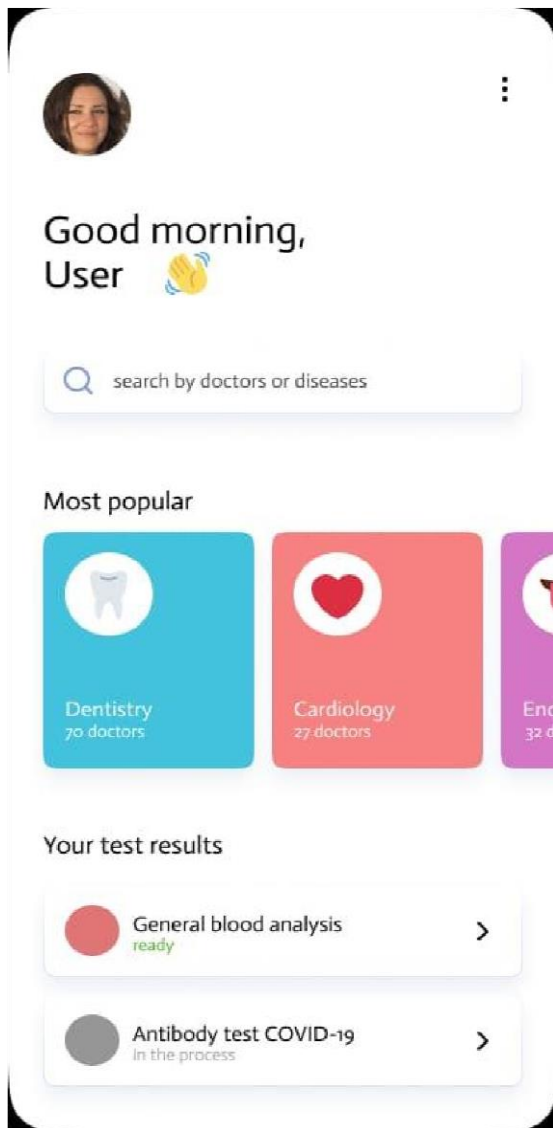 Good morning,
User
search by doctors or diseases
Most popular
Dentistry
70 doctors
Cardiology
27 doctors
32
Your test results
General blood analysis
ready
Antibody test COVID-19
in the process